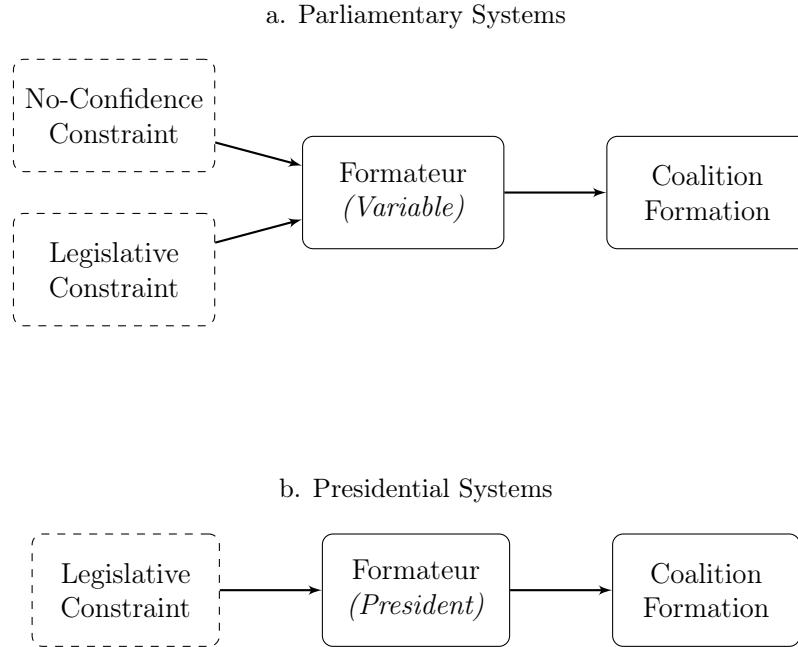 a. Parliamentary Systems
No-Confidence
Constraint
Legislative
Constraint
Formateur
(Variable)
Coalition
Formation
b. Presidential Systems
Legislative
Constraint
Formateur
(President)
Coalition
Formation